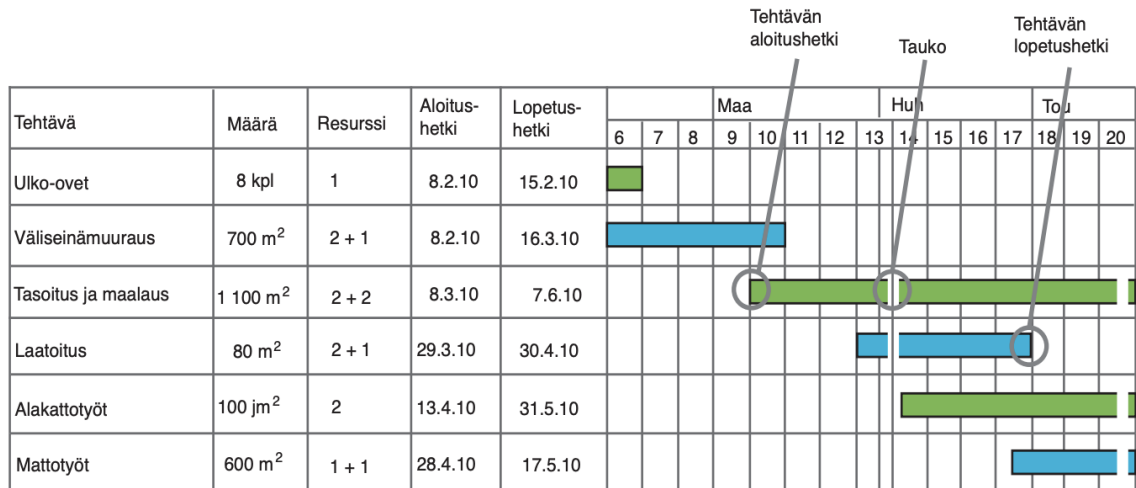 Tehtävän
aloitushetki
Tauko
Tehtävän
lopetushetki
Tehtävä Määrä Resurssi Aloitus-
hetki Lopetus-
hetki Maa Huh Tou
6 7 8 9 10 11 12 13 14 15 16 17 18 19 20
Ulko-ovet 8 kpl 1 8.2.10 15.2.10
Väliseinämuuraus 700 m² 2 + 1 8.2.10 16.3.10
Tasoitus ja maalaus 1 100 m² 2 + 2 8.3.10 7.6.10
Laatoitus 80 m² 2 + 1 29.3.10 30.4.10
Alakattotyöt 100 jm² 2 13.4.10 31.5.10
Mattotyöt 600 m² 1 + 1 28.4.10 17.5.10